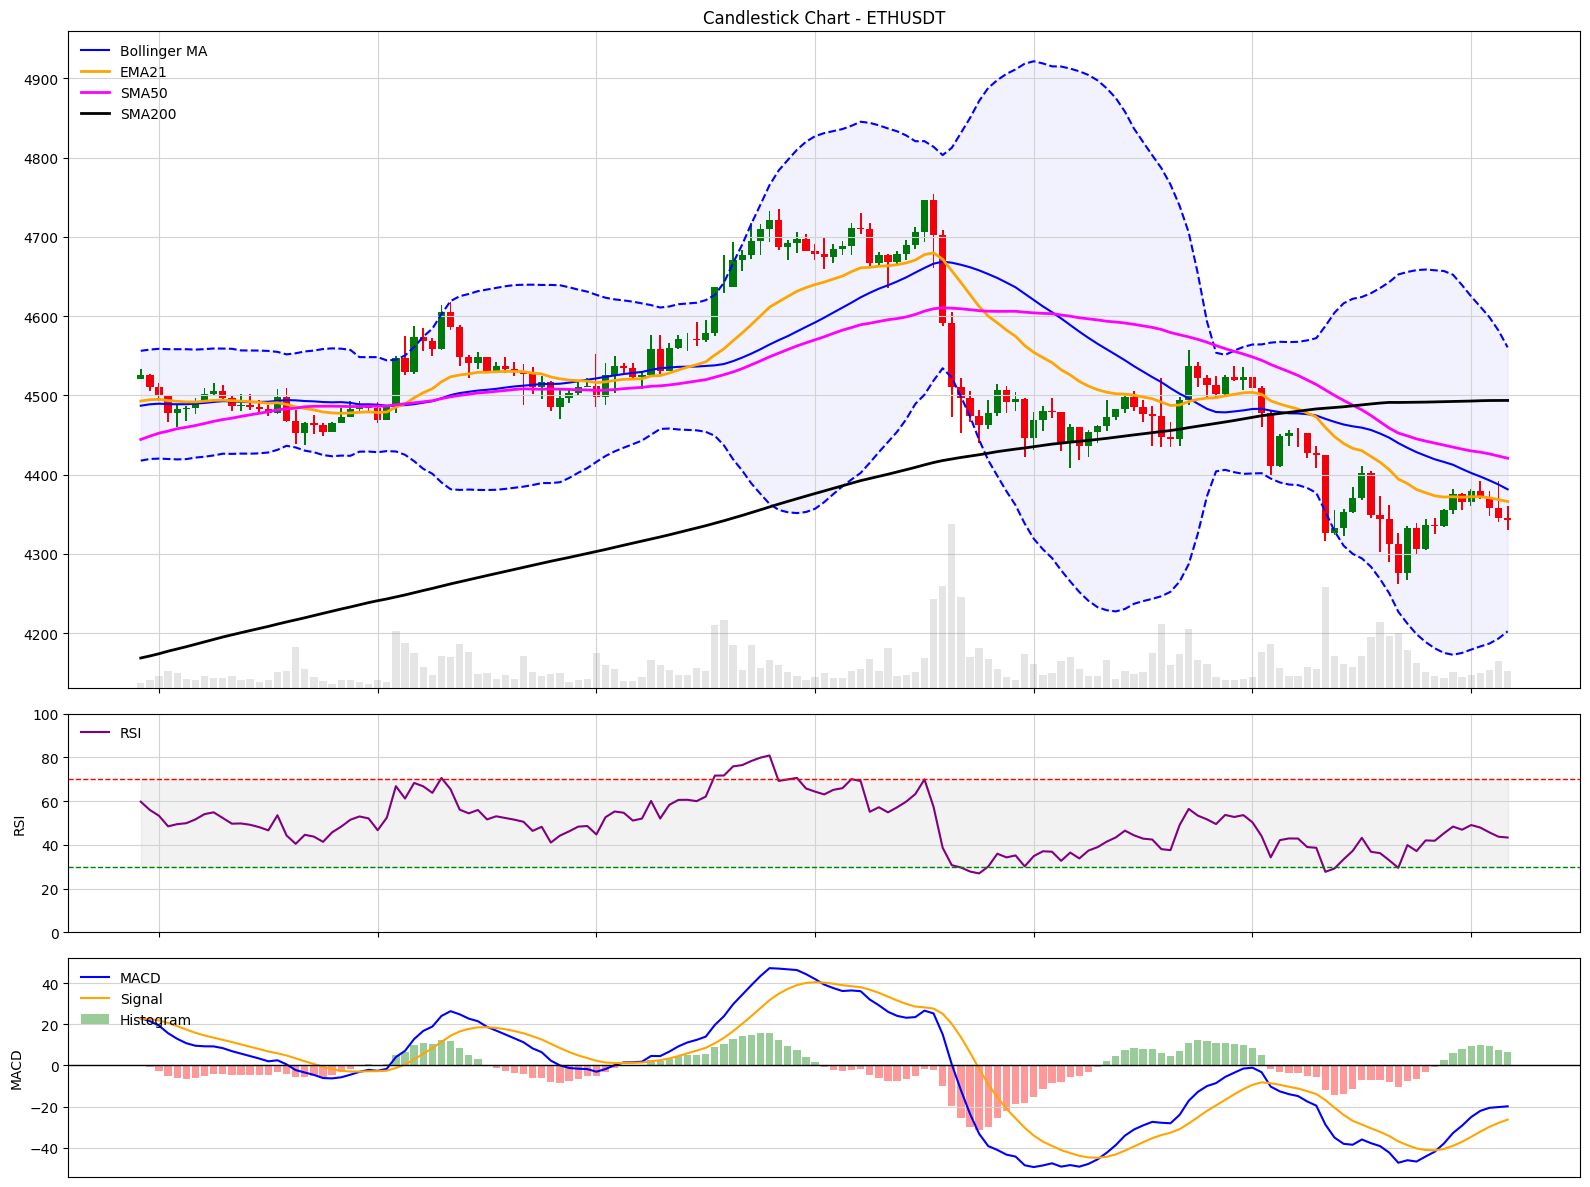 Candlestick Chart - ETHUSDT
Bollinger MA
EMA21
SMA50
SMA200
4900
4800
4700
4600
4500
4400
4300
4200
RSI
100
80
60
40
20
0
RSI
MACD
Signal
Histogram
40
20
0
−20
−40
MACD